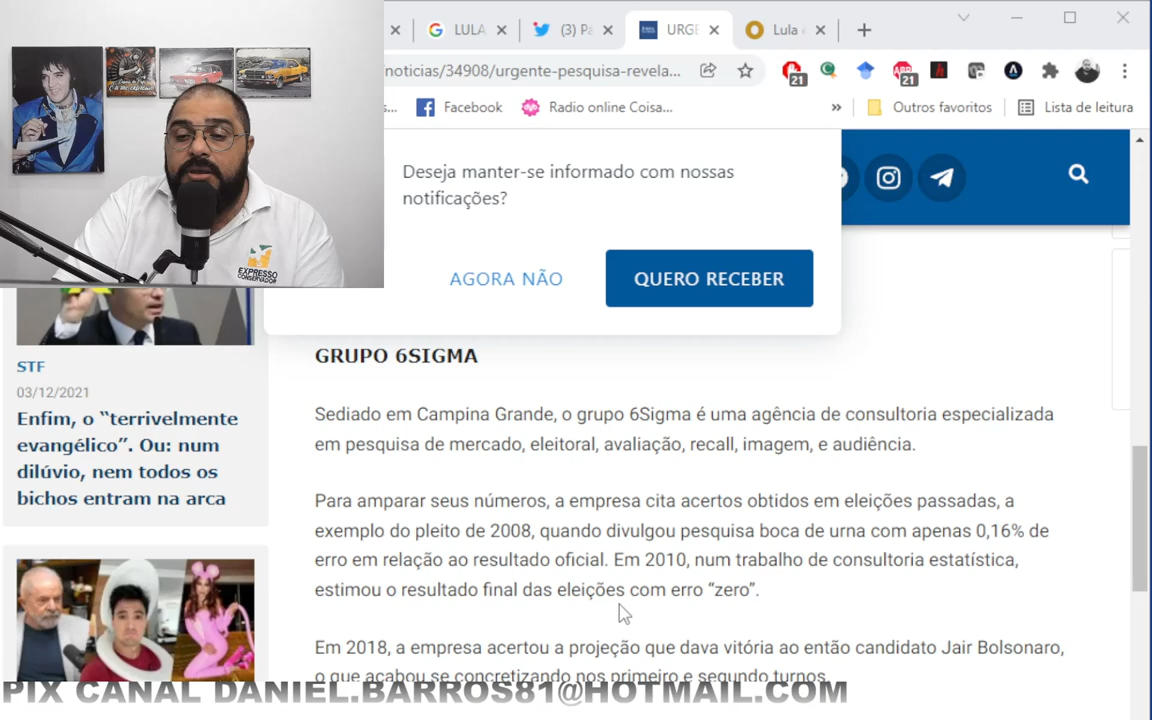 LULA
(3) Pá
URGE
Lula e
noticias/34908/urgente-pesquisa-revela...
21
21
s...
Facebook
Radio online Coisa...
»
Outros favoritos
Lista de leitura
Deseja manter-se informado com nossas
notificações?
AGORA NÃO
QUERO RECEBER
EXPRESSO
CONSERVADOR
STF
03/12/2021
Enfim, o “terrivelmente
evangélico”. Ou: num
dilúvio, nem todos os
bichos entram na arca
GRUPO 6SIGMA
Sediado em Campina Grande, o grupo 6Sigma é uma agência de consultoria especializada
em pesquisa de mercado, eleitoral, avaliação, recall, imagem, e audiência.
Para amparar seus números, a empresa cita acertos obtidos em eleições passadas, a
exemplo do pleito de 2008, quando divulgou pesquisa boca de urna com apenas 0,16% de
erro em relação ao resultado oficial. Em 2010, num trabalho de consultoria estatística,
estimou o resultado final das eleições com erro “zero”.
Em 2018, a empresa acertou a projeção que dava vitória ao então candidato Jair Bolsonaro,
o que acabou se concretizando nos primeiro e segundo turnos.
PIX CANAL DANIEL.BARROS81@HOTMAIL.COM